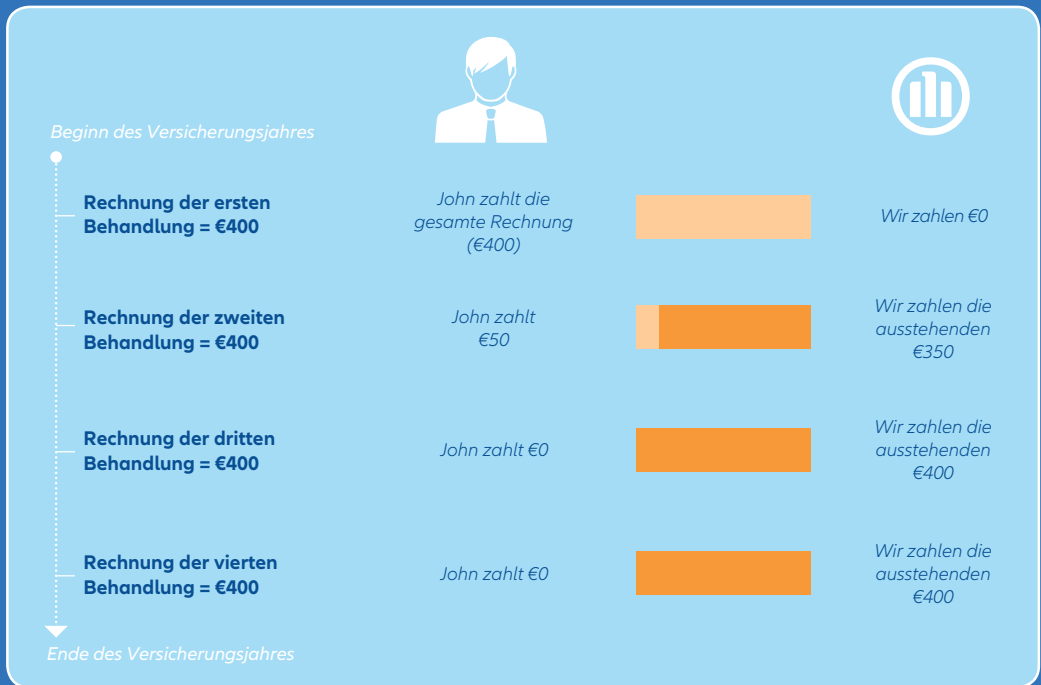 Beginn des Versicherungsjahres
Rechnung der ersten
Behandlung = €400
John zahlt die
gesamte Rechnung
(€400)
Wir zahlen €0
Rechnung der zweiten
Behandlung = €400
John zahlt
€50
Wir zahlen die
ausstehenden
€350
Rechnung der dritten
Behandlung = €400
John zahlt €0
Wir zahlen die
ausstehenden
€400
Rechnung der vierten
Behandlung = €400
John zahlt €0
Wir zahlen die
ausstehenden
€400
Ende des Versicherungsjahres